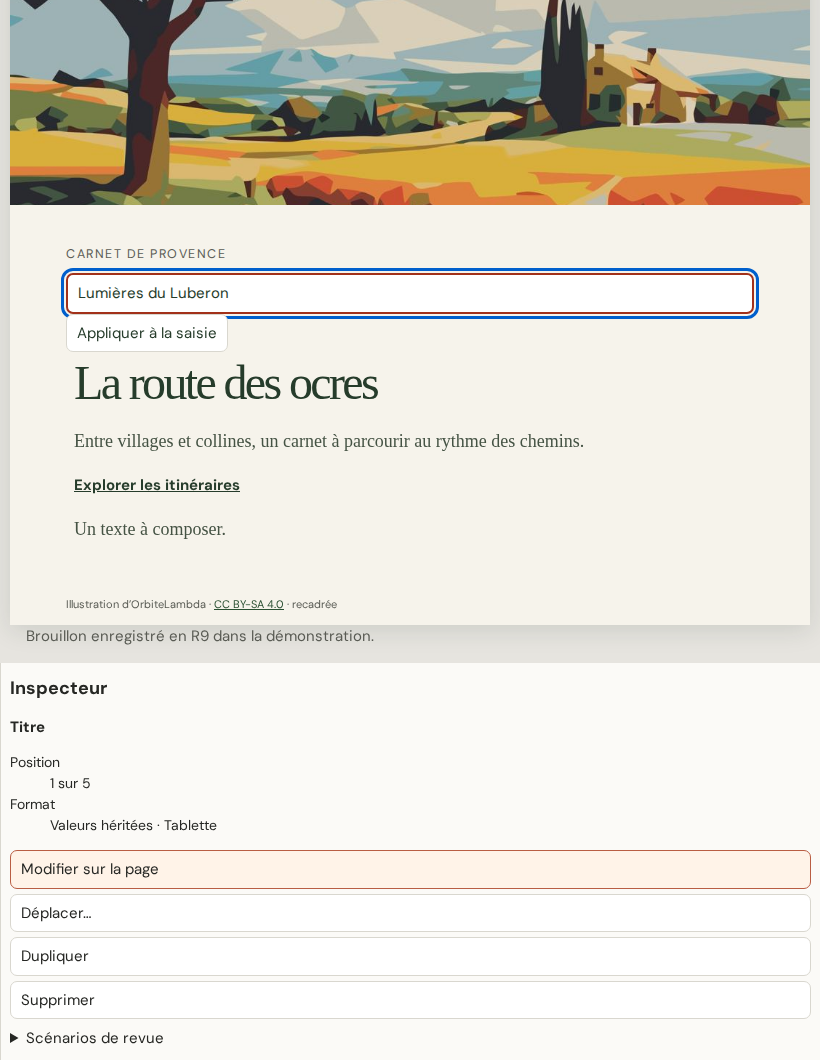 CARNET DE PROVENCE
Lumières du Luberon
Appliquer à la saisie
La route des ocres
Entre villages et collines, un carnet à parcourir au rythme des chemins.
Explorer les itinéraires
Un texte à composer.
Illustration d’OrbiteLambda · CC BY-SA 4.0 · recadrée
Brouillon enregistré en R9 dans la démonstration.
Inspecteur
Titre
Position
1 sur 5
Format
Valeurs héritées · Tablette
Modifier sur la page
Déplacer…
Dupliquer
Supprimer
Scénarios de revue